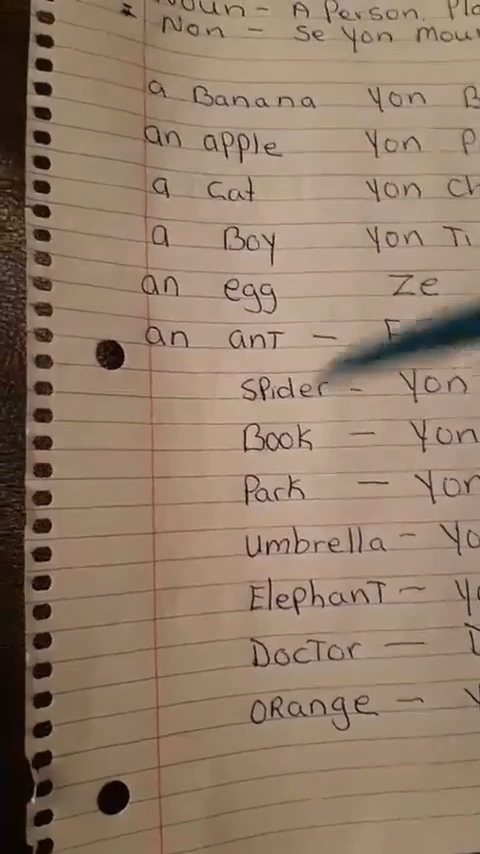 Noun - A Person, Pla
Non - se yon moun
a Banana yon B
an apple yon P
a cat yon ch
a Boy yon Ti
an egg Ze
an anT - F
Spider - yon
Book - yon
Park - yon
Umbrella - yo
ElephanT - y
DocTor - D
ORange - y